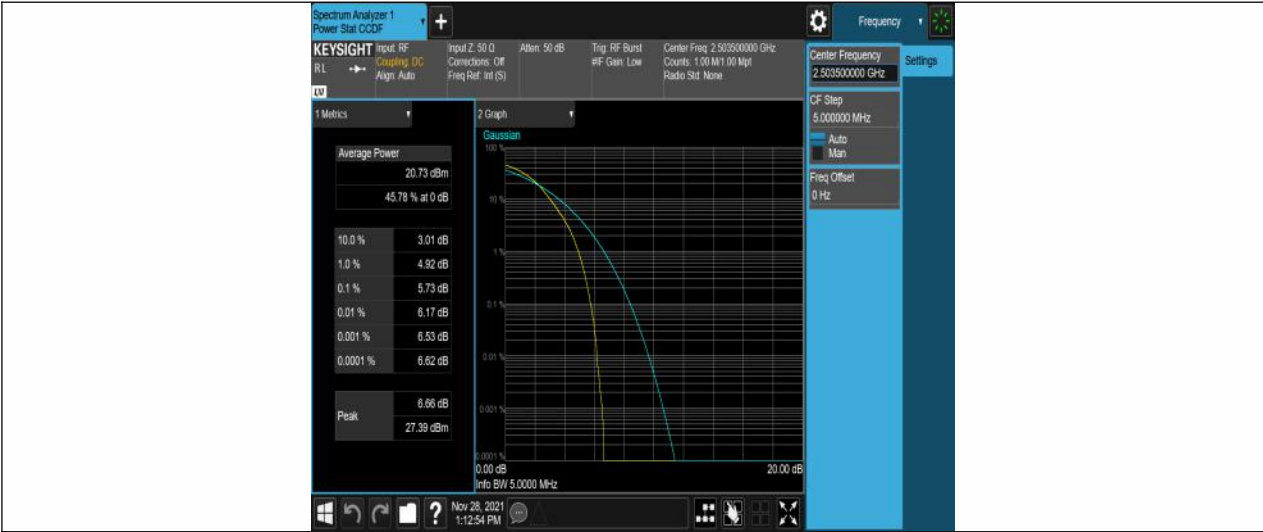 Spectrum Analyzer 1
Power Stat CCDF
+
Frequency
KEYSIGHT
RL
Input: RF
Coupling: DC
Align: Auto
Input Z: 50 Ω
Corrections: Off
Freq Ref: Int (S)
Atten: 50 dB
Trig: RF Burst
#IF Gain: Low
Center Freq: 2.503500000 GHz
Counts: 1.00 M/1.00 Mpt
Radio Std: None
Center Frequency
2.503500000 GHz
Settings
CF Step
5.000000 MHz
Auto
Man
Freq Offset
0 Hz
1 Metrics
Average Power
20.73 dBm
45.78 % at 0 dB
10.0 % 3.01 dB
1.0 % 4.92 dB
0.1 % 5.73 dB
0.01 % 6.17 dB
0.001 % 6.53 dB
0.0001 % 6.62 dB
Peak
6.66 dB
27.39 dBm
2 Graph
Gaussian
100 %
10 %
1 %
0.1 %
0.01 %
0.001 %
0.0001 %
0.00 dB 20.00 dB
Info BW 5.0000 MHz
?
Nov 28, 2021
1:12:54 PM